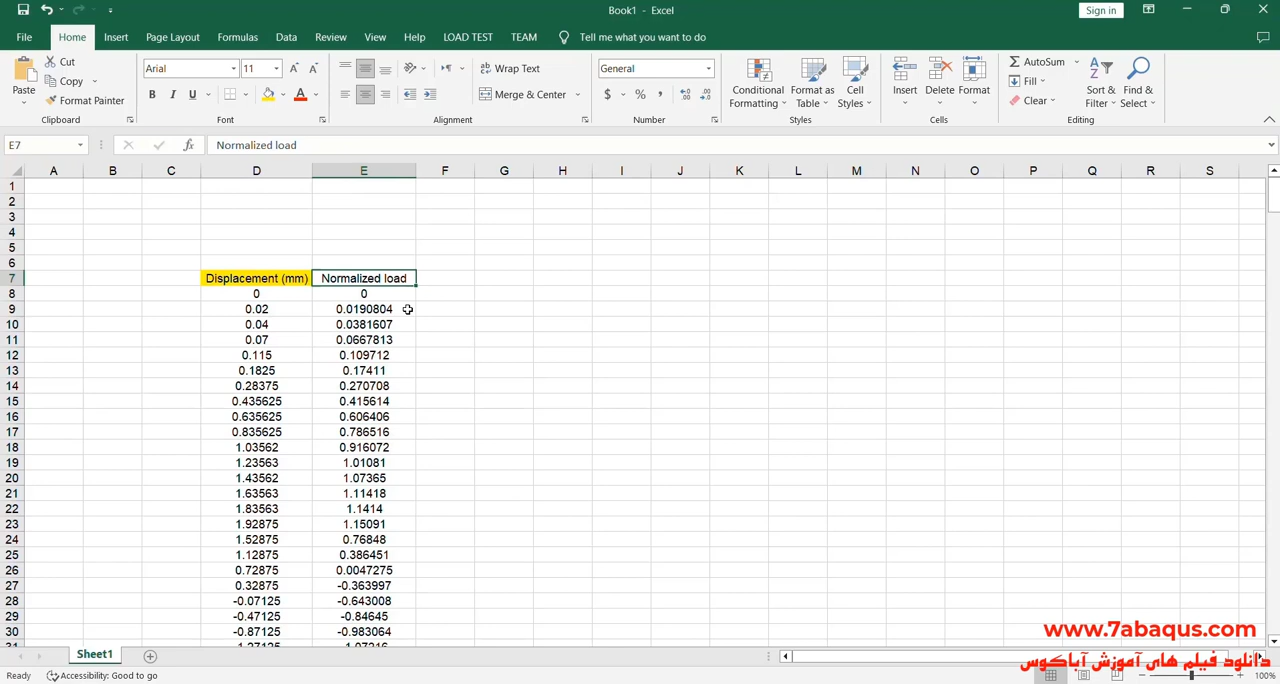 Book1 - Excel
Sign in
File Home Insert Page Layout Formulas Data Review View Help LOAD TEST TEAM Tell me what you want to do
Paste
Cut
Copy
Format Painter
Clipboard
Arial 11
B I U
Font
Wrap Text
Merge & Center
Alignment
General
$ % ,
Number
Conditional Formatting
Format as Table
Cell Styles
Styles
Insert
Delete
Format
Cells
AutoSum
Fill
Clear
Sort & Filter
Find & Select
Editing
E7 fx Normalized load
A B C D E F G H I J K L M N O P Q R S
1
2
3
4
5
6
7 Displacement (mm) Normalized load
8 0 0
9 0.02 0.0190804
10 0.04 0.0381607
11 0.07 0.0667813
12 0.115 0.109712
13 0.1825 0.17411
14 0.28375 0.270708
15 0.435625 0.415614
16 0.635625 0.606406
17 0.835625 0.786516
18 1.03562 0.916072
19 1.23563 1.01081
20 1.43562 1.07365
21 1.63563 1.11418
22 1.83563 1.1414
23 1.92875 1.15091
24 1.52875 0.76848
25 1.12875 0.386451
26 0.72875 0.0047275
27 0.32875 -0.363997
28 -0.07125 -0.643008
29 -0.47125 -0.84645
30 -0.87125 -0.983064
www.7abaqus.com
Sheet1
دانلود فیلم های آموزش آباکوس
Ready Accessibility: Good to go 100%